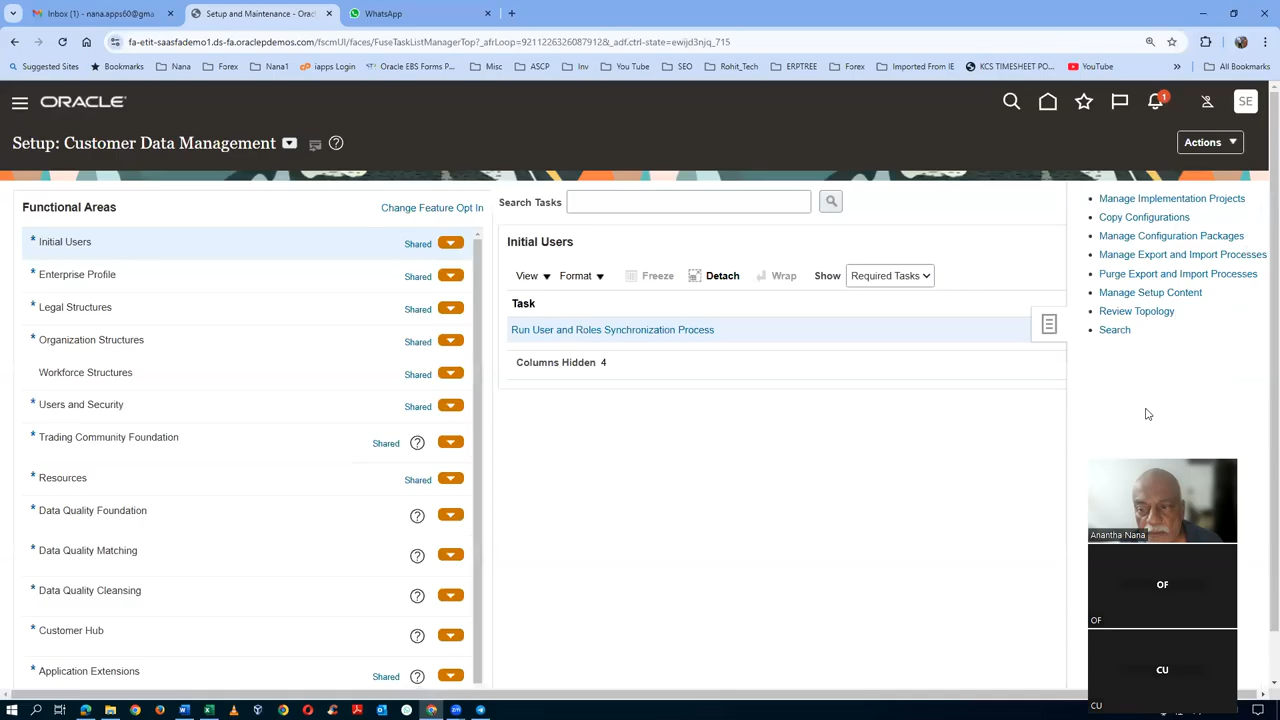 Inbox - nana.apps60@gma
Setup and Maintenance - Oracl
WhatsApp
fa-etit-saasfademo1.ds-fa.oraclepdemos.com/fscmUI/faces/FuseTaskListManagerTop?_afrLoop=9211226326087912&_adf.ctrl-state=ewijd3njq_715
Suggested Sites
Bookmarks
Nana
Forex
Nana1
iapps Login
Oracle EBS Forms P...
Misc
ASCP
Inv
You Tube
SEO
Rohit_Tech
ERPTREE
Forex
Imported From IE
KCS TIMESHEET PO...
YouTube
All Bookmarks
ORACLE
1
SE
Setup: Customer Data Management
Actions
Functional Areas
Change Feature Opt In
* Initial Users Shared
* Enterprise Profile Shared
* Legal Structures Shared
* Organization Structures Shared
Workforce Structures Shared
* Users and Security Shared
* Trading Community Foundation Shared ?
* Resources Shared
* Data Quality Foundation ?
* Data Quality Matching ?
* Data Quality Cleansing ?
* Customer Hub ?
* Application Extensions Shared ?
Search Tasks
Initial Users
View Format Freeze Detach Wrap Show Required Tasks
Task
Run User and Roles Synchronization Process
Columns Hidden 4
Manage Implementation Projects
Copy Configurations
Manage Configuration Packages
Manage Export and Import Processes
Purge Export and Import Processes
Manage Setup Content
Review Topology
Search
Anantha Nana
OF
OF
CU
CU